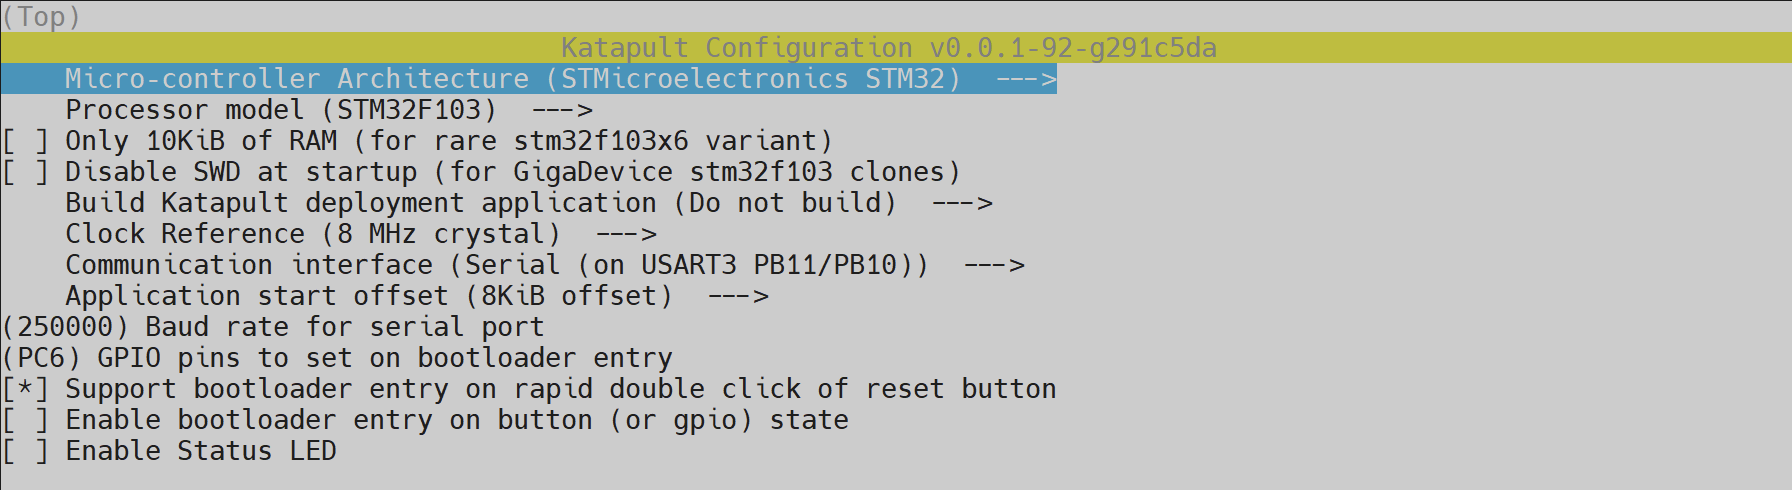 (Top)
Katapult Configuration v0.0.1-92-g291c5da
Micro-controller Architecture (STMicroelectronics STM32)  --->
Processor model (STM32F103)  --->
[ ] Only 10KiB of RAM (for rare stm32f103x6 variant)
[ ] Disable SWD at startup (for GigaDevice stm32f103 clones)
Build Katapult deployment application (Do not build)  --->
Clock Reference (8 MHz crystal)  --->
Communication interface (Serial (on USART3 PB11/PB10))  --->
Application start offset (8KiB offset)  --->
(250000) Baud rate for serial port
(PC6) GPIO pins to set on bootloader entry
[*] Support bootloader entry on rapid double click of reset button
[ ] Enable bootloader entry on button (or gpio) state
[ ] Enable Status LED